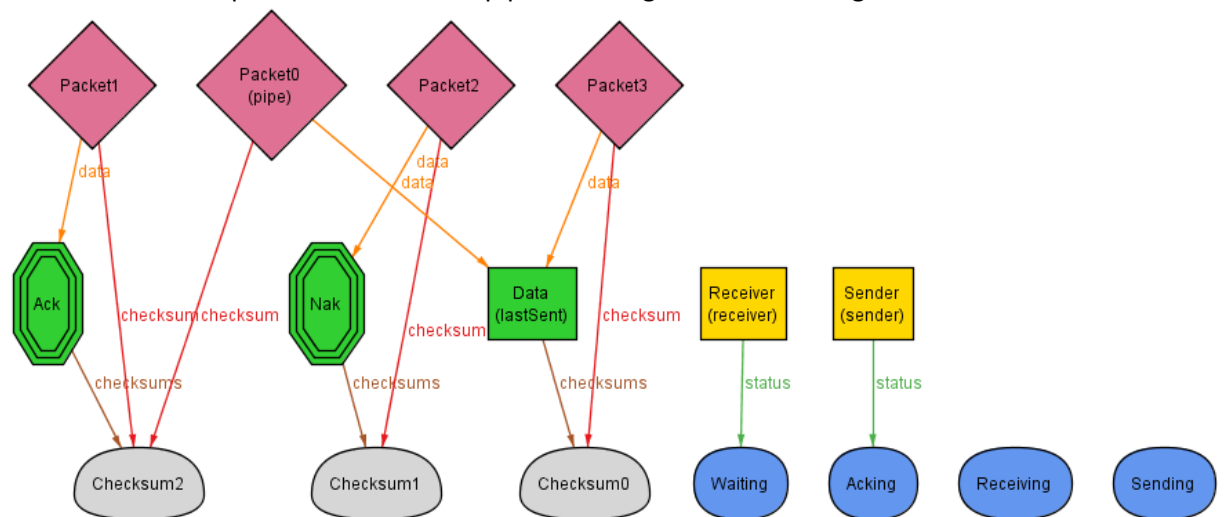 Packet1
Packet0
(pipe)
Packet2
Packet3
data
data
data
data
Ack
Nak
Data
(lastSent)
Receiver
(receiver)
Sender
(sender)
checksum
checksum
checksum
checksum
checksums
checksums
checksums
status
status
Checksum2
Checksum1
Checksum0
Waiting
Acking
Receiving
Sending